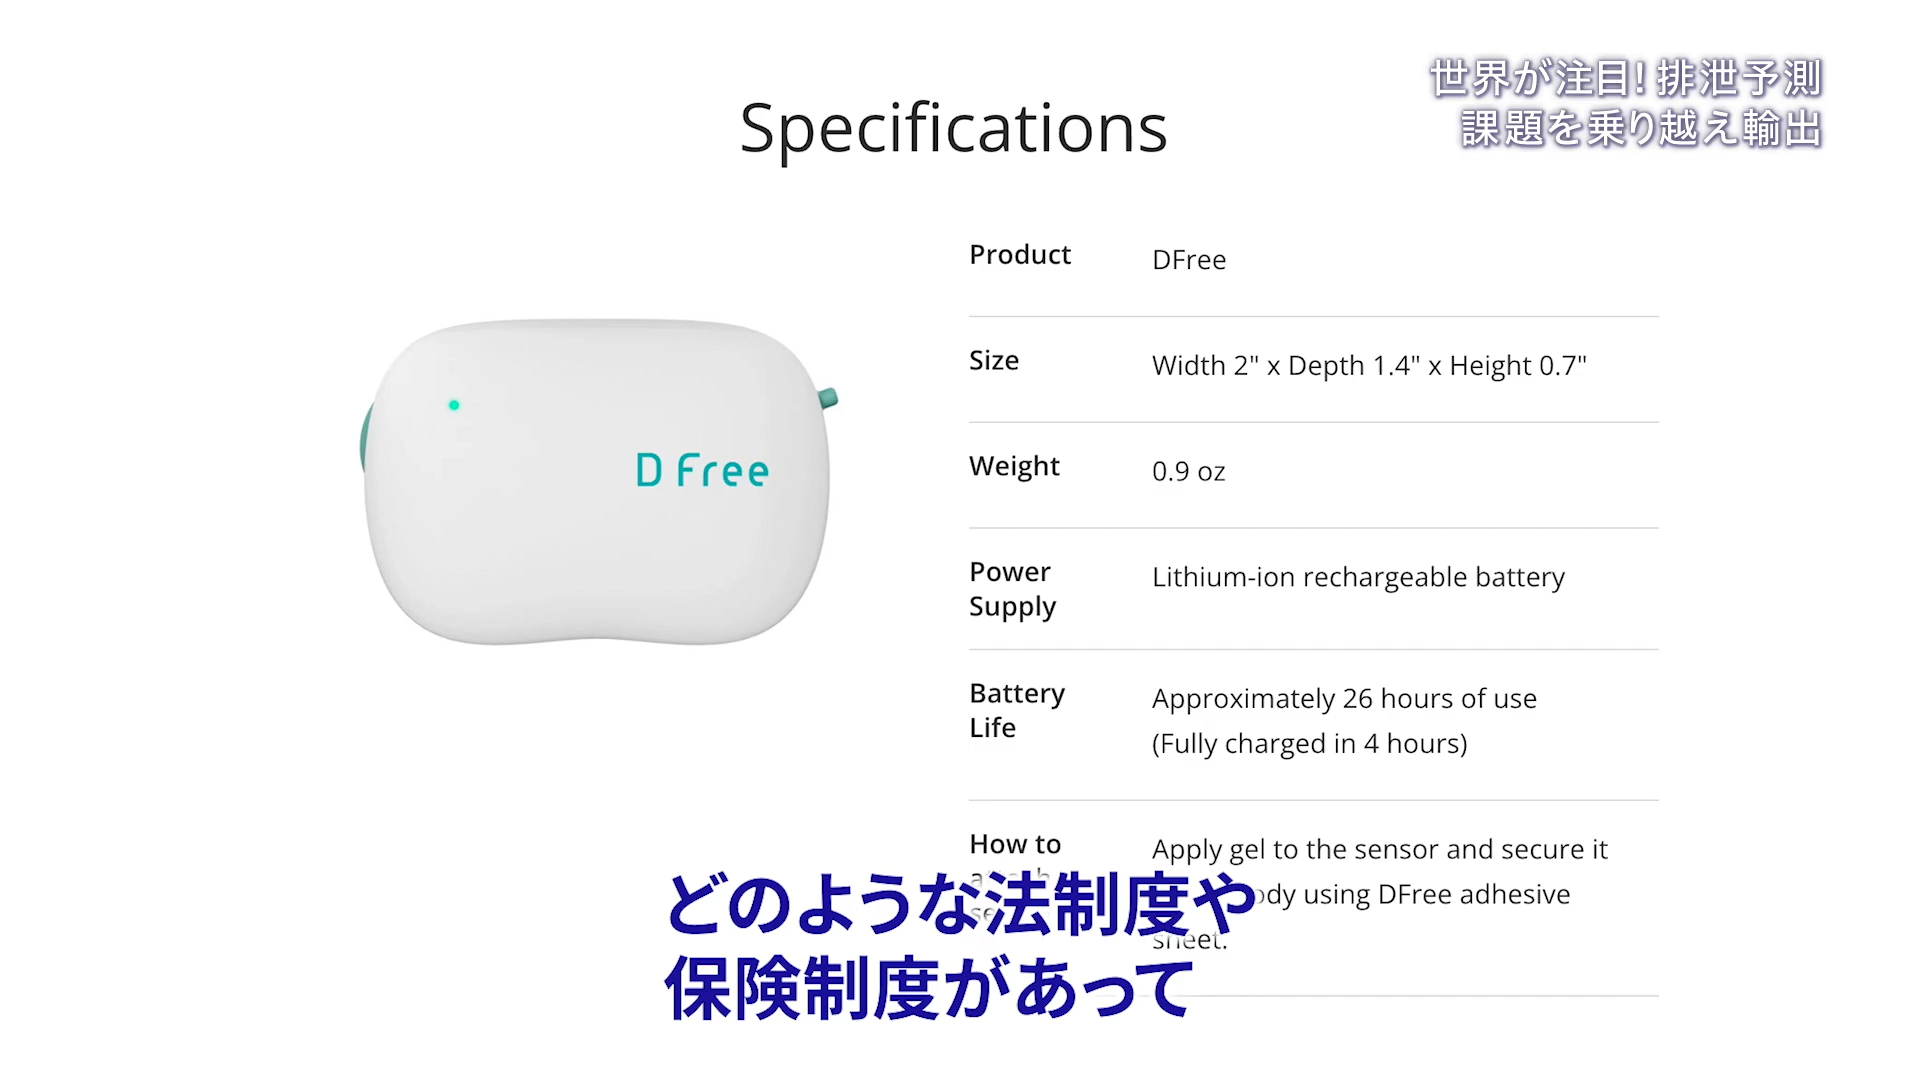 世界が注目!排泄予測
課題を乗り越え輸出
Specifications
D Free
Product
DFree
Size
Width 2" x Depth 1.4" x Height 0.7"
Weight
0.9 oz
Power
Supply
Lithium-ion rechargeable battery
Battery
Life
Approximately 26 hours of use
(Fully charged in 4 hours)
How to
Apply gel to the sensor and secure it
using DFree adhesive
sheet.
どのような法制度や
保険制度があって